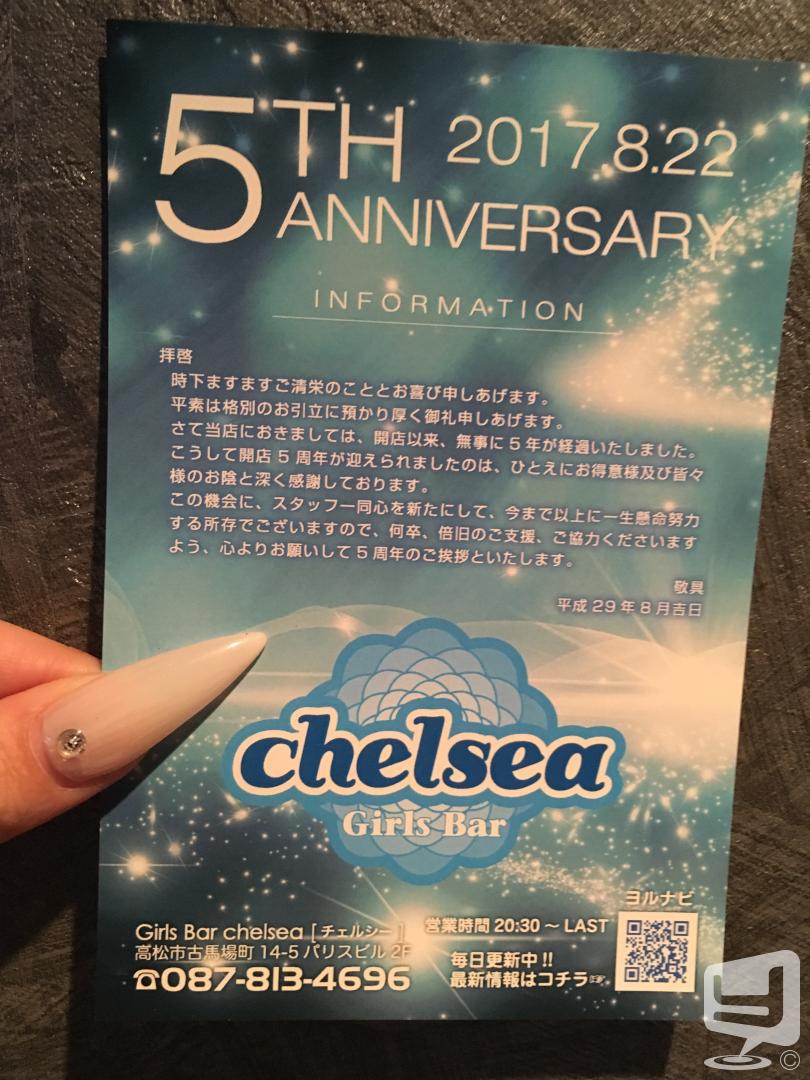 5TH 2017.8.22
ANNIVERSARY
INFORMATION
拝啓
時下ますますご清栄のこととお喜び申しあげます。
平素は格別のお引立に預かり厚く御礼申しあげます。
さて当店におきましては、開店以来、無事に5年が経過いたしました。
こうして開店5周年が迎えられましたのは、ひとえにお得意様及び皆々
様のお陰と深く感謝しております。
この機会に、スタッフ一同心を新たにして、今まで以上に一生懸命努力
する所存でございますので、何卒、倍旧のご支援、ご協力くださいます
よう、心よりお願いして5周年のご挨拶といたします。
敬具
平成29年8月吉日
chelsea
Girls Bar
ヨルナビ
Girls Bar chelsea [チェルシー] 営業時間 20:30 ~ LAST
高松市古馬場町 14-5 パリスビル 2F
毎日更新中!!
☎087-813-4696 最新情報はコチラ☞
©